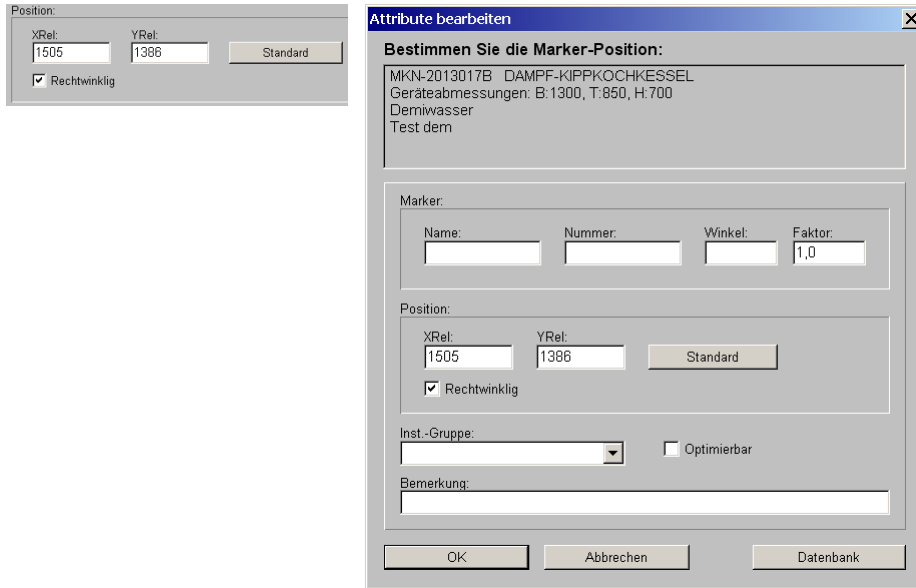 Position:
XRel: YRel:
1505 1386 Standard
Rechtwinklig
Attribute bearbeiten
Bestimmen Sie die Marker-Position:
MKN-2013017B DAMPF-KIPPKOCHKESSEL
Geräteabmessungen: B:1300, T:850, H:700
Demiwasser
Test dem
Marker:
Name: Nummer: Winkel: Faktor:
1,0
Position:
XRel: YRel:
1505 1386 Standard
Rechtwinklig
Inst.-Gruppe:
Optimierbar
Bemerkung:
OK Abbrechen Datenbank